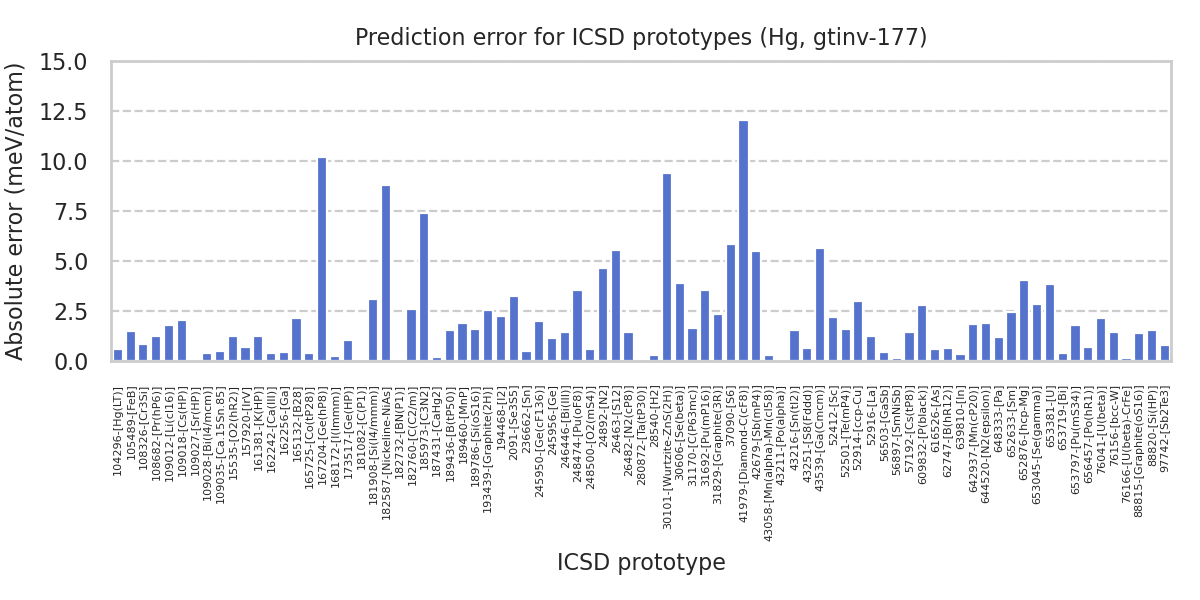 Prediction error for ICSD prototypes (Hg, gtinv-177)
Absolute error (meV/atom)
15.0
12.5
10.0
7.5
5.0
2.5
0.0
104296-[Hg(LT)]
105489-[FeB]
108326-[Cr3Si]
108682-[Pr(hP6)]
109012-[Li(cI16)]
109018-[Cs(HP)]
109027-[Sr(HP)]
109028-[Bi(I4/mcm)]
109035-[Ca.15Sn.85]
15535-[O2(hR2)]
157920-[IrV]
161381-[K(HP)]
162242-[Ca(III)]
162256-[Ga]
165132-[B28]
165725-[Co(tP28)]
167204-[Ge(hP8)]
168172-[I(Immm)]
173517-[Ge(HP)]
181082-[C(P1)]
181908-[Si(I4/mmm)]
182587-[Nickeline-NiAs]
182732-[BN(P1)]
182760-[C(C2/m)]
185973-[C3N2]
187431-[CaHg2]
189436-[B(tP50)]
189460-[MnP]
189786-[Si(oS16)]
193439-[Graphite(2H)]
194468-[I2]
2091-[Se3S5]
236662-[Sn]
245950-[Ge(cF136)]
245956-[Ge]
246446-[Bi(III)]
248474-[Pu(oF8)]
248500-[O2(mS4)]
24892-[N2]
26463-[S12]
26482-[N2(cP8)]
280872-[Ta(tP30)]
28540-[H2]
30101-[Wurtzite-ZnS(2H)]
30606-[Se(beta)]
31170-[C(P63mc)]
31692-[Pu(mP16)]
31829-[Graphite(3R)]
37090-[S6]
41979-[Diamond-C(cF8)]
42679-[Sb(mP4)]
43058-[Mn(alpha)-Mn(cI58)]
43211-[Po(alpha)]
43216-[Sn(tI2)]
43251-[S8(Fddd)]
43539-[Ga(Cmcm)]
52412-[Sc]
52501-[Te(mP4)]
52914-[ccp-Cu]
52916-[La]
56503-[GaSb]
56897-[SmNiSb]
57192-[Cs(tP8)]
609832-[P(black)]
616526-[As]
62747-[B(hR12)]
639810-[In]
642937-[Mn(cP20)]
644520-[N2(epsilon)]
648333-[Pa]
652633-[Sm]
652876-[hcp-Mg]
653045-[Se(gamma)]
653381-[U]
653719-[Bi]
653797-[Pu(mS34)]
656457-[Po(hR1)]
76041-[U(beta)]
76156-[bcc-W]
76166-[U(beta)-CrFe]
88815-[Graphite(oS16)]
88820-[Si(HP)]
97742-[Sb2Te3]
ICSD prototype